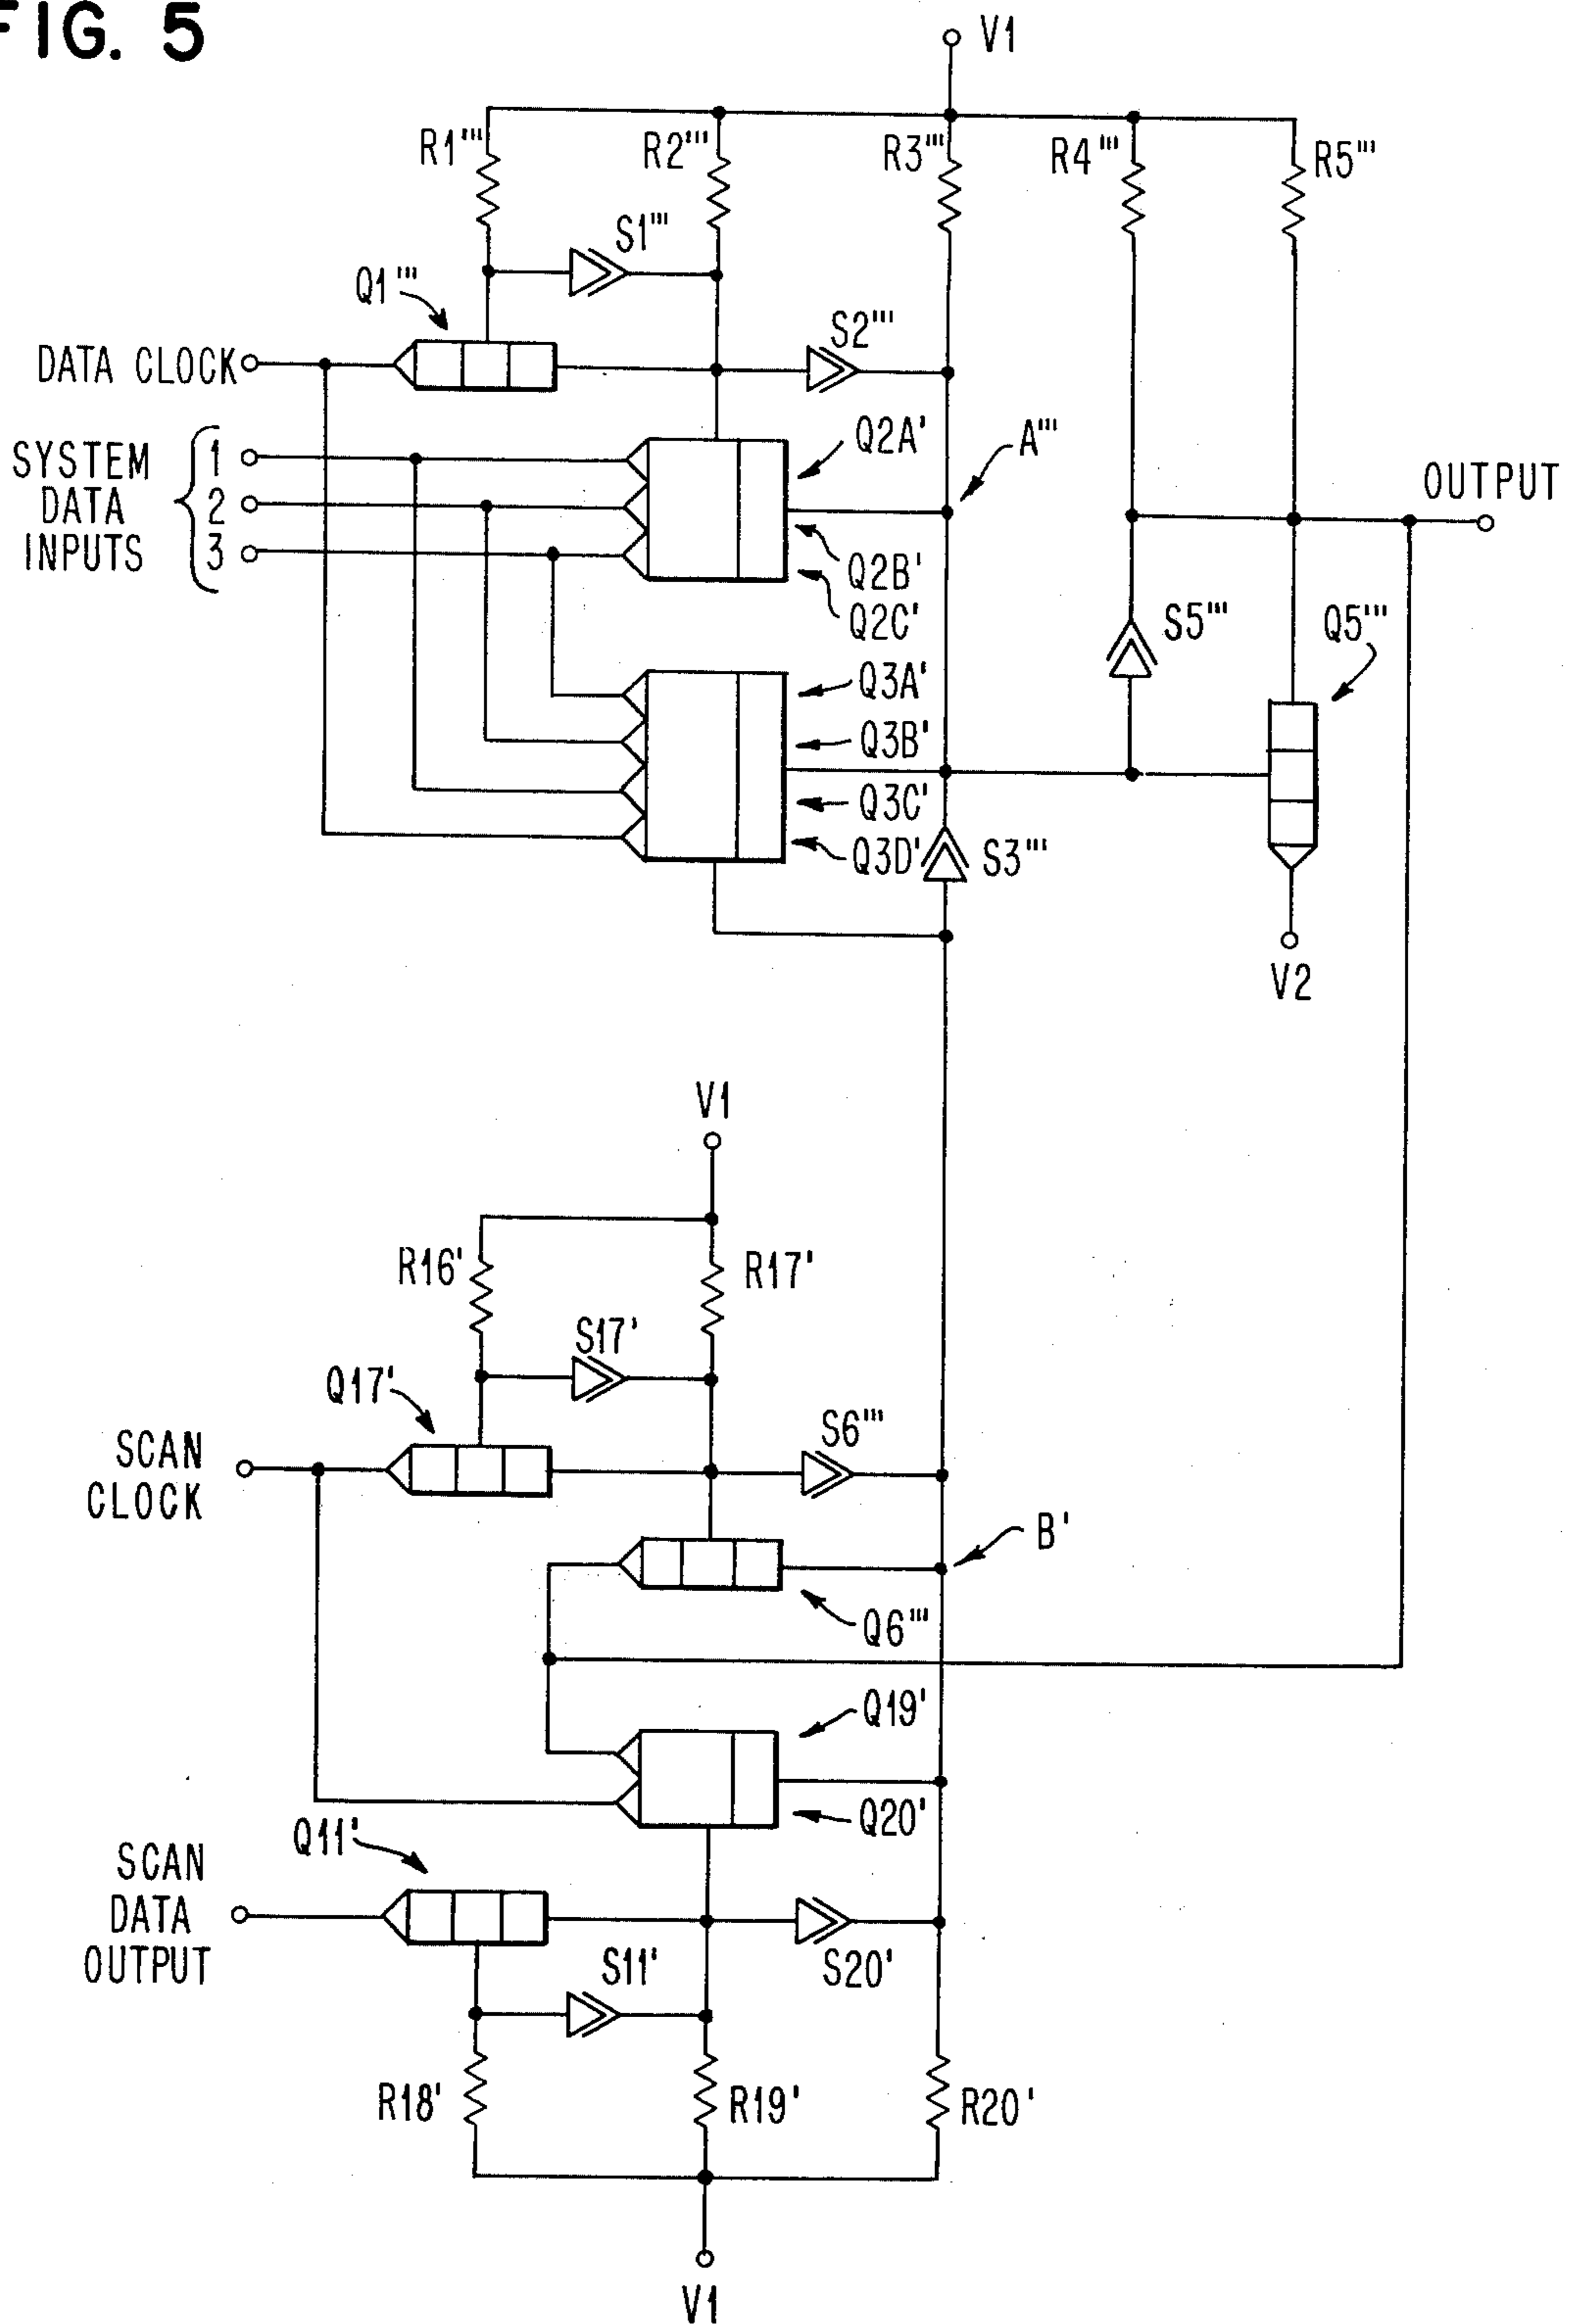 FIG. 5
V1
R1'''
R2'''
R3'''
R4'''
R5'''
S1'''
Q1'''
S2'''
DATA CLOCK
SYSTEM
DATA
INPUTS
1
2
3
Q2A'
A'''
Q2B'
Q2C'
OUTPUT
S5'''
Q5'''
Q3A'
Q3B'
Q3C'
Q3D'
S3'''
V2
V1
R16'
R17'
S17'
Q17'
S6'''
SCAN
CLOCK
B'
Q6'''
Q19'
Q20'
Q11'
SCAN
DATA
OUTPUT
S11'
S20'
R18'
R19'
R20'
V1